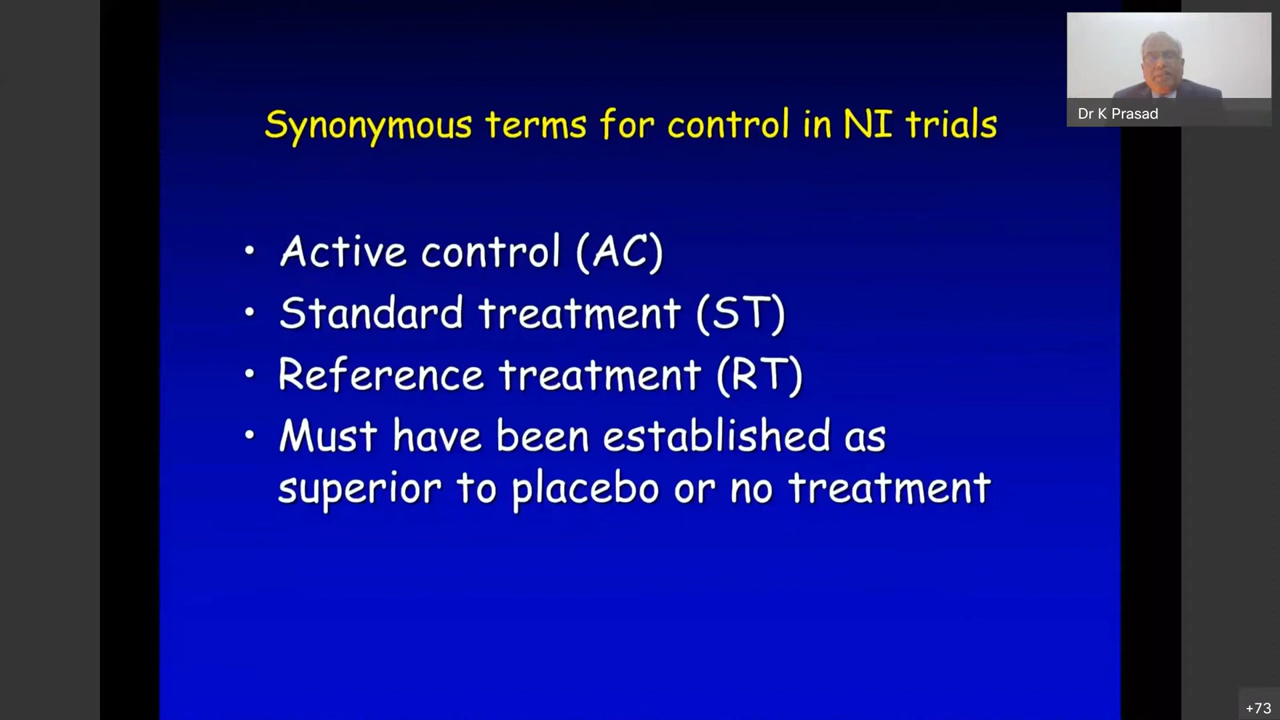 Synonymous terms for control in NI trials
• Active control (AC)
• Standard treatment (ST)
• Reference treatment (RT)
• Must have been established as
superior to placebo or no treatment
Dr K Prasad
+73